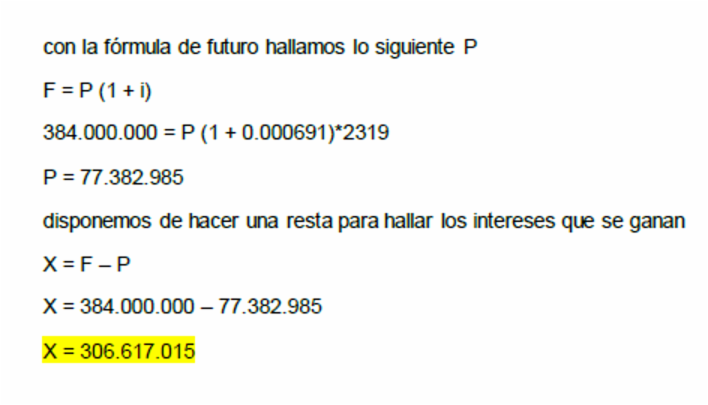 con la fórmula de futuro hallamos lo siguiente P
F = P (1 + i)
384.000.000 = P (1 + 0.000691)*2319
P = 77.382.985
disponemos de hacer una resta para hallar los intereses que se ganan
X = F – P
X = 384.000.000 – 77.382.985
X = 306.617.015